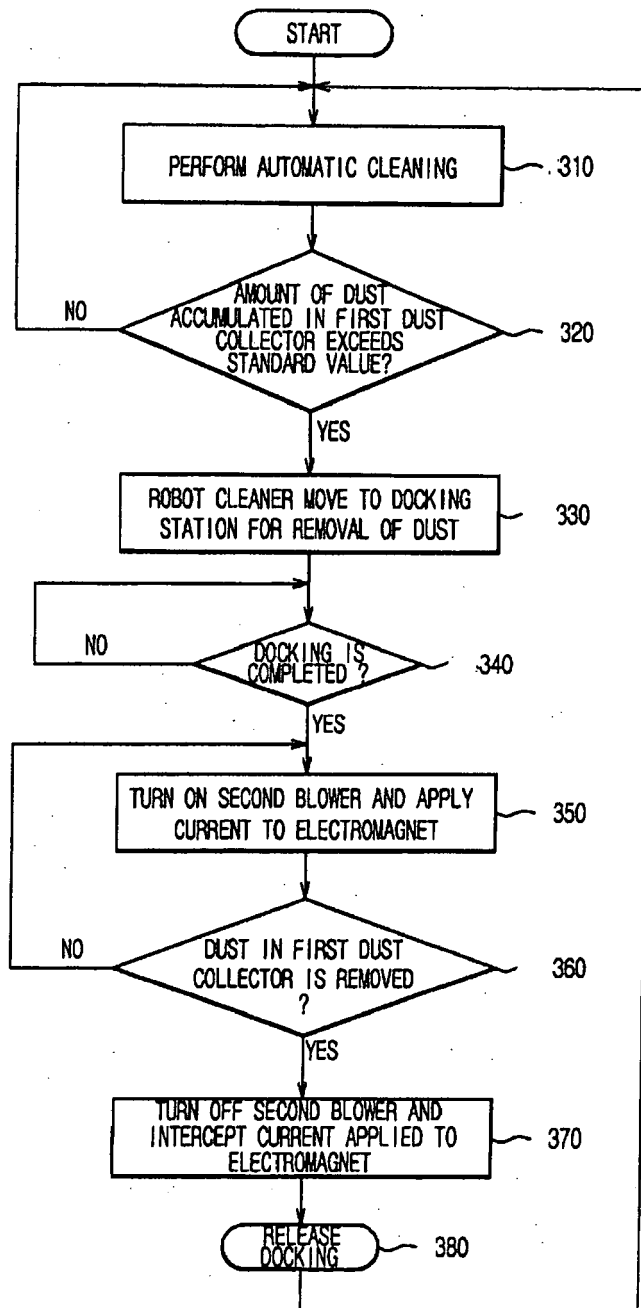 START
PERFORM AUTOMATIC CLEANING
310
AMOUNT OF DUST
ACCUMULATED IN FIRST DUST
COLLECTOR EXCEEDS
STANDARD VALUE?
320
NO
YES
ROBOT CLEANER MOVE TO DOCKING
STATION FOR REMOVAL OF DUST
330
DOCKING IS
COMPLETED ?
340
NO
YES
TURN ON SECOND BLOWER AND APPLY
CURRENT TO ELECTROMAGNET
350
DUST IN FIRST DUST
COLLECTOR IS REMOVED
?
360
NO
YES
TURN OFF SECOND BLOWER AND
INTERCEPT CURRENT APPLIED TO
ELECTROMAGNET
370
RELEASE
DOCKING
380